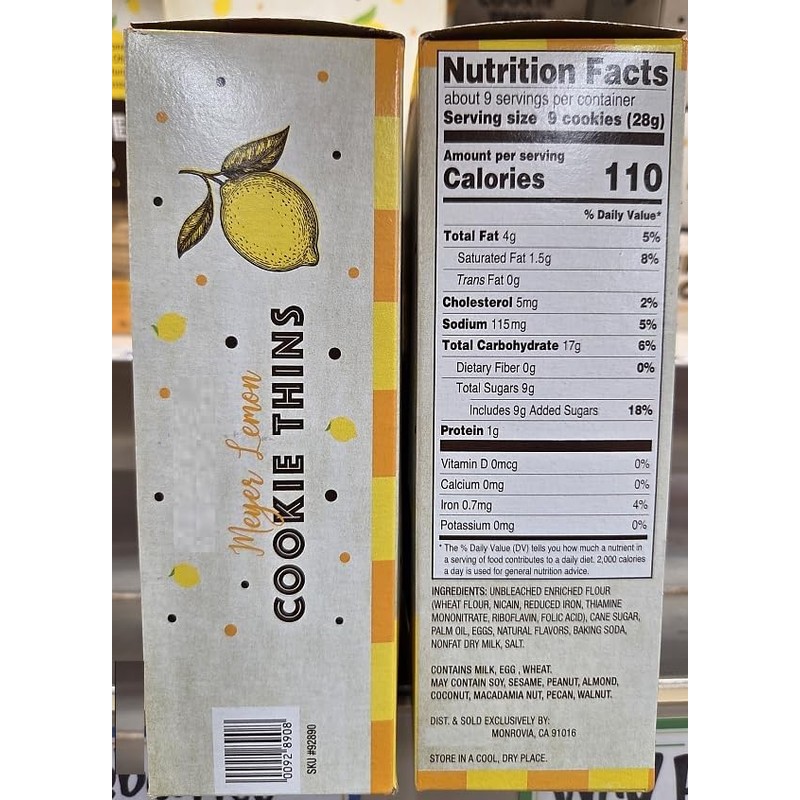 Meyer Lemon
COOKIE THINS
0092 8908
SKU #92890
Nutrition Facts
about 9 servings per container
Serving size 9 cookies (28g)
Amount per serving
Calories 110
% Daily Value*
Total Fat 4g 5%
Saturated Fat 1.5g 8%
Trans Fat 0g
Cholesterol 5mg 2%
Sodium 115mg 5%
Total Carbohydrate 17g 6%
Dietary Fiber 0g 0%
Total Sugars 9g
Includes 9g Added Sugars 18%
Protein 1g
Vitamin D 0mcg 0%
Calcium 0mg 0%
Iron 0.7mg 4%
Potassium 0mg 0%
* The % Daily Value (DV) tells you how much a nutrient in
a serving of food contributes to a daily diet. 2,000 calories
a day is used for general nutrition advice.
INGREDIENTS: UNBLEACHED ENRICHED FLOUR
(WHEAT FLOUR, NICAIN, REDUCED IRON, THIAMINE
MONONITRATE, RIBOFLAVIN, FOLIC ACID), CANE SUGAR,
PALM OIL, EGGS, NATURAL FLAVORS, BAKING SODA,
NONFAT DRY MILK, SALT.
CONTAINS MILK, EGG , WHEAT.
MAY CONTAIN SOY, SESAME, PEANUT, ALMOND,
COCONUT, MACADAMIA NUT, PECAN, WALNUT.
DIST. & SOLD EXCLUSIVELY BY:
MONROVIA, CA 91016
STORE IN A COOL, DRY PLACE.